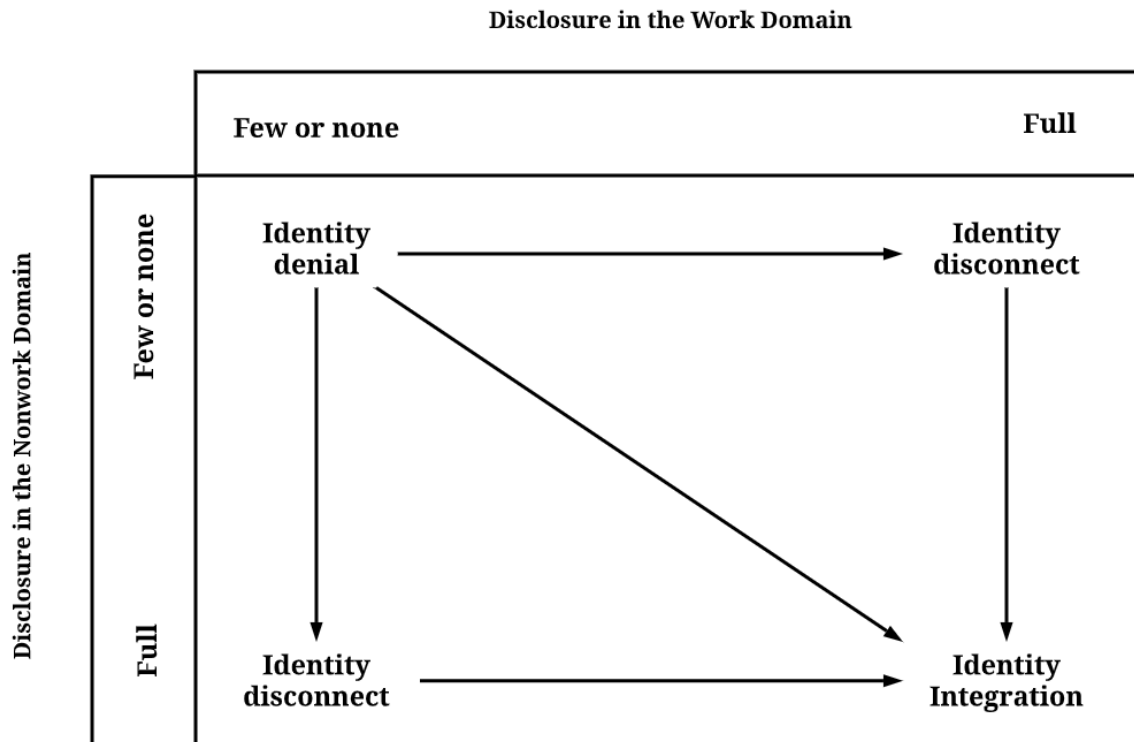 Disclosure in the Work Domain
Few or none
Full
Disclosure in the Nonwork Domain
Few or none
Identity
denial
Identity
disconnect
Full
Identity
disconnect
Identity
Integration